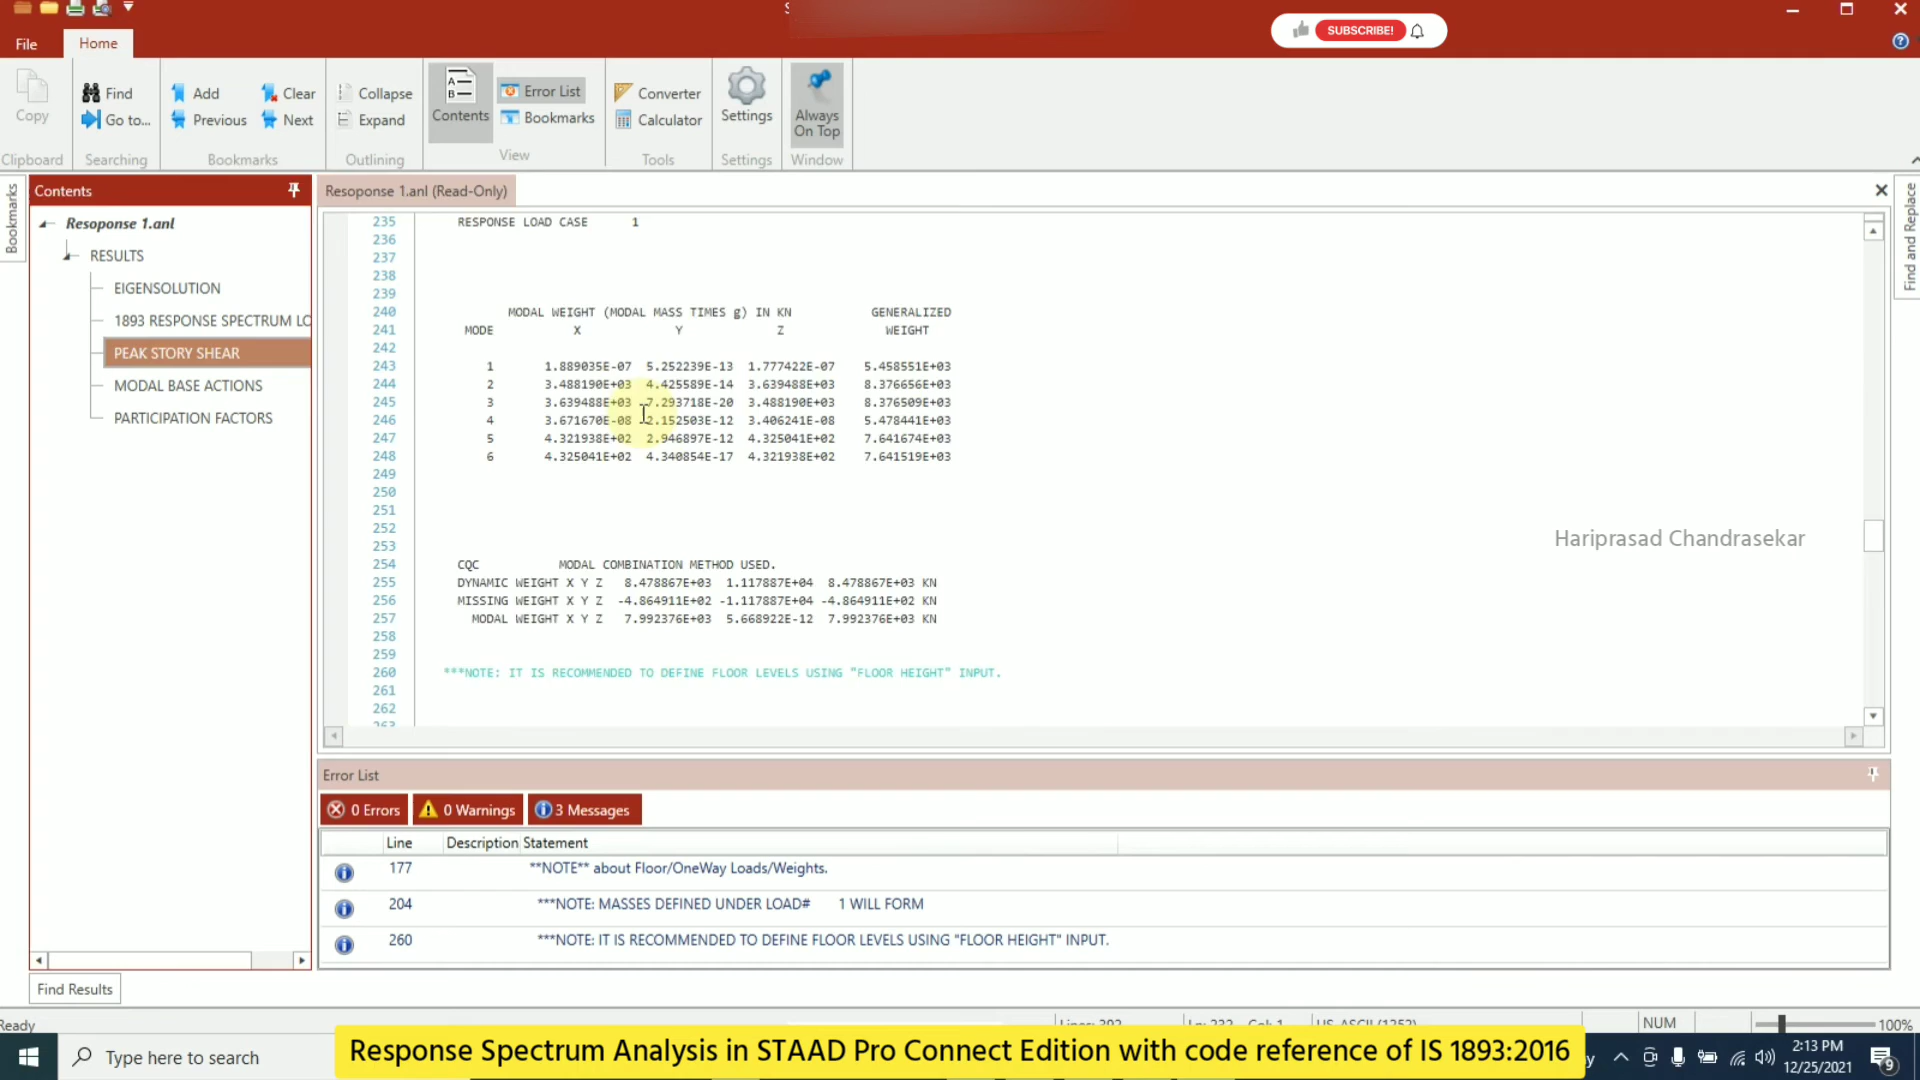 SUBSCRIBE!
File
Home
Copy
Clipboard
Find
Go to...
Searching
Add
Previous
Clear
Next
Bookmarks
Collapse
Expand
Outlining
Contents
Error List
Bookmarks
View
Converter
Calculator
Tools
Settings
Settings
Always On Top
Window
Bookmarks
Contents
Resoponse 1.anl
RESULTS
EIGENSOLUTION
1893 RESPONSE SPECTRUM LO
PEAK STORY SHEAR
MODAL BASE ACTIONS
PARTICIPATION FACTORS
Find Results
Resoponse 1.anl (Read-Only)
Find and Replace
235 RESPONSE LOAD CASE 1
236
237
238
239
240 MODAL WEIGHT (MODAL MASS TIMES g) IN KN GENERALIZED
241 MODE X Y Z WEIGHT
242
243 1 1.889035E-07 5.252239E-13 1.777422E-07 5.458551E+03
244 2 3.488190E+03 4.425589E-14 3.639488E+03 8.376656E+03
245 3 3.639488E+03 7.293718E-20 3.488190E+03 8.376509E+03
246 4 3.671670E-08 2.152503E-12 3.406241E-08 5.478441E+03
247 5 4.321938E+02 2.946897E-12 4.325041E+02 7.641674E+03
248 6 4.325041E+02 4.340854E-17 4.321938E+02 7.641519E+03
249
250
251
252
253
254 CQC MODAL COMBINATION METHOD USED.
255 DYNAMIC WEIGHT X Y Z 8.478867E+03 1.117887E+04 8.478867E+03 KN
256 MISSING WEIGHT X Y Z -4.864911E+02 -1.117887E+04 -4.864911E+02 KN
257 MODAL WEIGHT X Y Z 7.992376E+03 5.668922E-12 7.992376E+03 KN
258
259
260 ***NOTE: IT IS RECOMMENDED TO DEFINE FLOOR LEVELS USING "FLOOR HEIGHT" INPUT.
261
262
Hariprasad Chandrasekar
Error List
0 Errors
0 Warnings
3 Messages
Line Description Statement
177 **NOTE** about Floor/OneWay Loads/Weights.
204 ***NOTE: MASSES DEFINED UNDER LOAD# 1 WILL FORM
260 ***NOTE: IT IS RECOMMENDED TO DEFINE FLOOR LEVELS USING "FLOOR HEIGHT" INPUT.
Ready
NUM
100%
Type here to search
Response Spectrum Analysis in STAAD Pro Connect Edition with code reference of IS 1893:2016
2:13 PM
12/25/2021
9